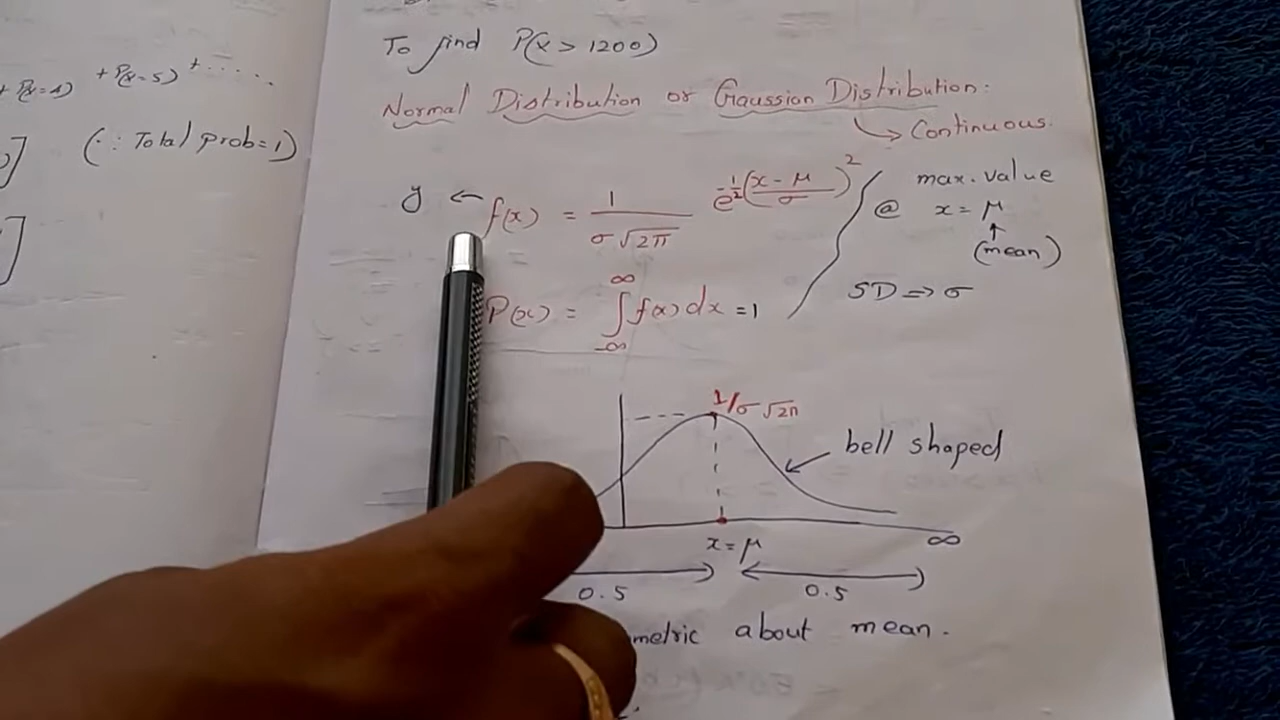 + P(x=4) + P(x=5) + .....
(∵ Total prob=1)
To find P(x > 1200)
Normal Distribution or Gaussian Distribution:
↳ Continuous.
y ← f(x) = 1/(σ√2π) e^(-1/2((x-μ)/σ)^2)
max. value
@ x = μ
↑
(mean)
SD ⇒ σ
P(x) = ∫_{-∞}^{∞} f(x) dx = 1
1/σ√2π
bell shaped
x = μ
∞
0.5
0.5
metric about mean.